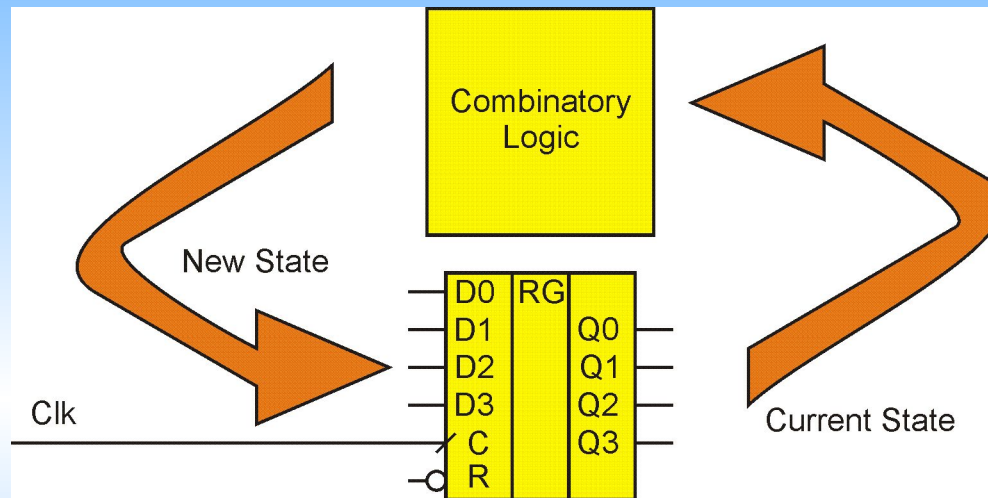 Combinatory
Logic
New State
D0 RG
D1 Q0
D2 Q1
D3 Q2
Clk
C Q3
R
Current State